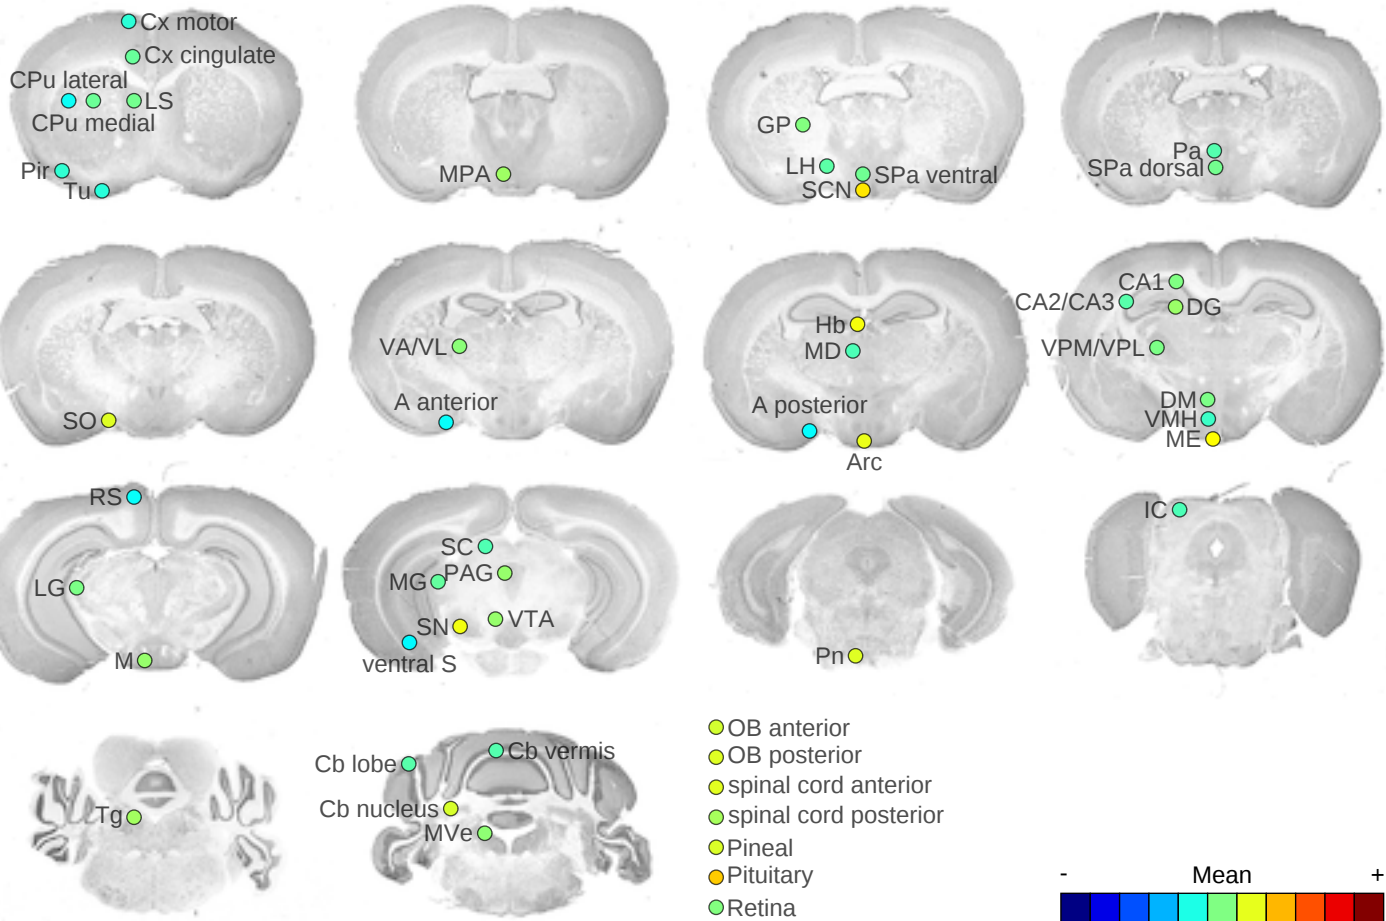 Cx motor
Cx cingulate
CPu lateral
LS
CPu medial
Pir
Tu
MPA
GP
LH
SPa ventral
SCN
Pa
SPa dorsal
SO
VA/VL
A anterior
Hb
MD
A posterior
Arc
CA1
CA2/CA3
DG
VPM/VPL
DM
VMH
ME
RS
LG
M
SC
MG
PAG
SN
VTA
ventral S
Pn
IC
Tg
Cb lobe
Cb vermis
Cb nucleus
MVe
OB anterior
OB posterior
spinal cord anterior
spinal cord posterior
Pineal
Pituitary
Retina
- Mean +